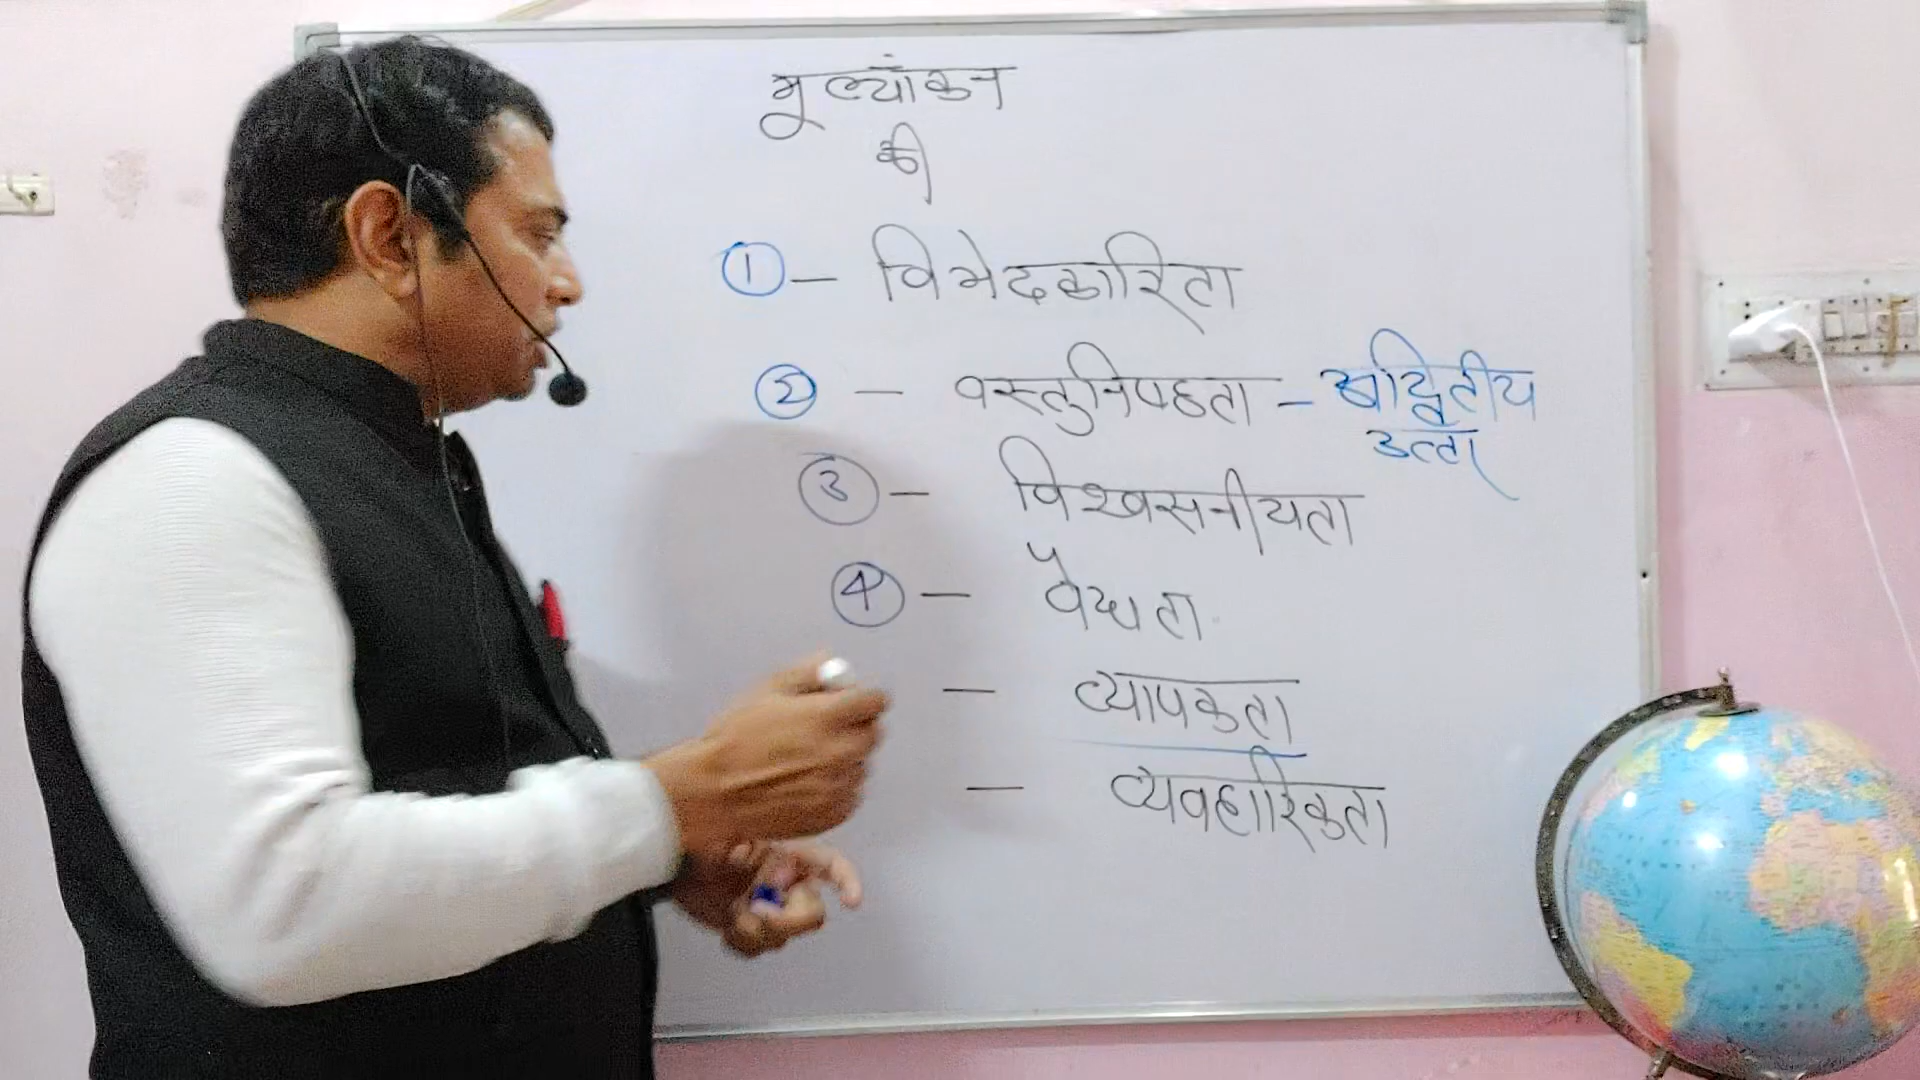 मूल्यांकन
की
① — विभेदकारिता
② — वस्तुनिष्ठता — अद्वितीय
उत्तर
③ — विश्वसनीयता
④ — वैधता
— व्यापकता
— व्यवहारिकता